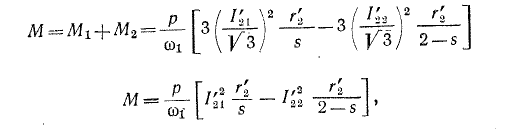 M = M₁ + M₂ = p/ω₁ [3 (I′₂₁/√3)² r′₂/s − 3 (I′₂₂/√3)² r′₂/(2−s)]
M = p/ω₁ [I′²₂₁ r′₂/s − I′²₂₂ r′₂/(2−s)],